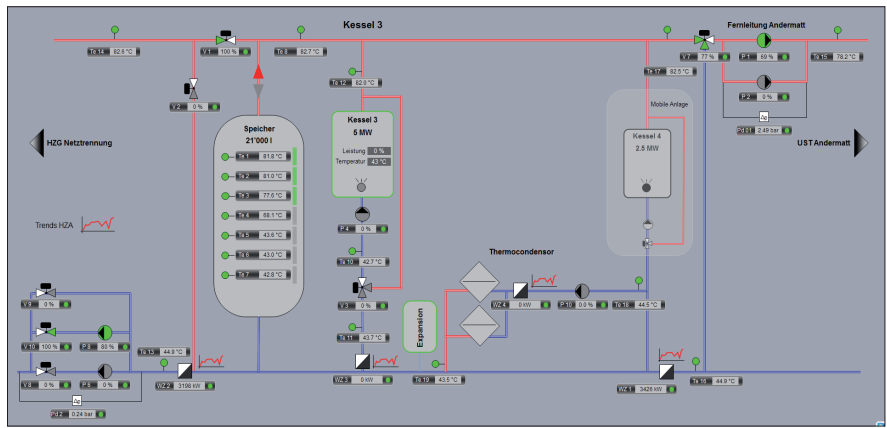 Kessel 3
Fernleitung Andermatt
Te 14 82.6 °C
V 1 100 %
Te 8 82.7 °C
Te 12 82.0 °C
Te 17 82.5 °C
V 7 77 %
P 1 69 %
Te 15 78.2 °C
V 2 0 %
P 2 0 %
Δp
Pd 01 2.49 bar
HZG Netztrennung
UST Andermatt
Speicher
21'000 l
Te 1 81.8 °C
Te 2 81.0 °C
Te 3 77.6 °C
Te 4 68.1 °C
Te 5 43.6 °C
Te 6 43.0 °C
Te 7 42.8 °C
Kessel 3
5 MW
Leistung 0 %
Temperatur 43 °C
P 4 0 %
Te 10 42.7 °C
V 3 0 %
Te 11 43.7 °C
WZ 3 0 kW
Mobile Anlage
Kessel 4
2.5 MW
Trends HZA
Thermocondensor
WZ 4 0 kW
P 10 0.0 %
Te 18 44.5 °C
Expansion
Te 19 43.5 °C
V 9 0 %
V 10 100 %
P 5 80 %
V 8 0 %
P 6 0 %
Te 13 44.9 °C
WZ 2 3198 kW
Δp
Pd 2 0.24 bar
WZ 1 3426 kW
Te 16 44.9 °C